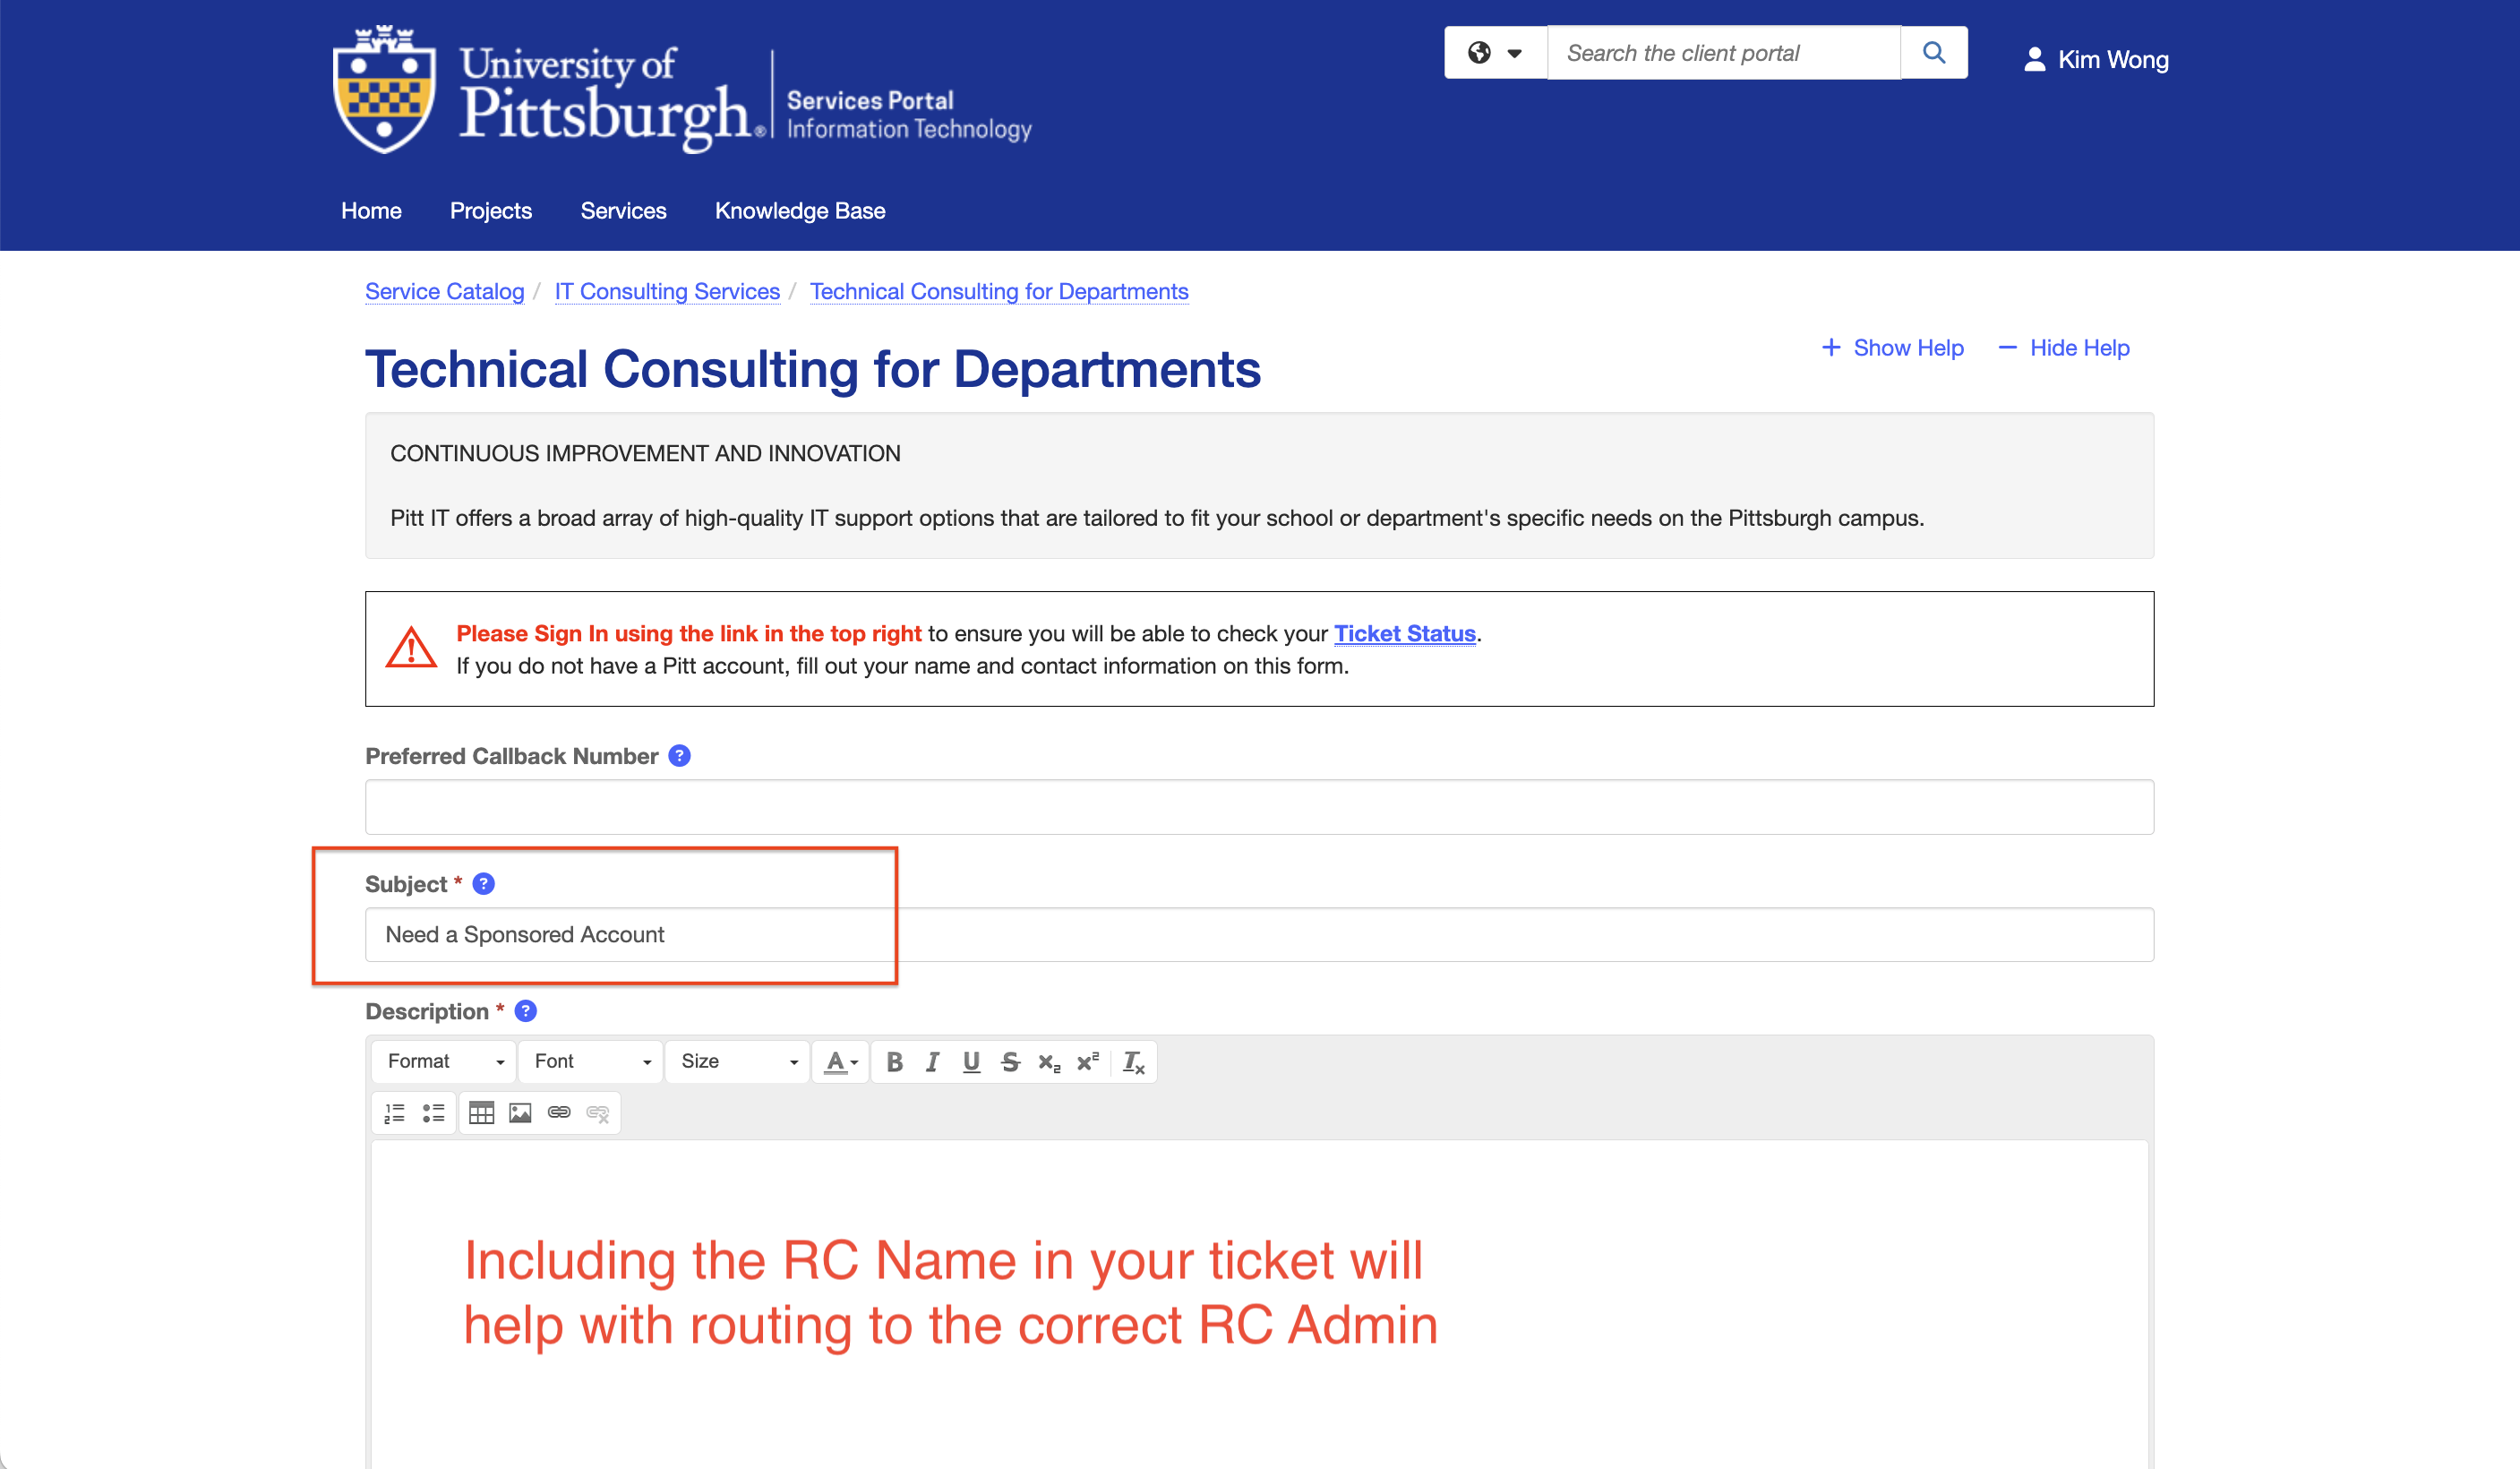 University of
Pittsburgh®
Services Portal
Information Technology
Search the client portal
Kim Wong
Home Projects Services Knowledge Base
Service Catalog / IT Consulting Services / Technical Consulting for Departments
+ Show Help − Hide Help
Technical Consulting for Departments
CONTINUOUS IMPROVEMENT AND INNOVATION
Pitt IT offers a broad array of high-quality IT support options that are tailored to fit your school or department's specific needs on the Pittsburgh campus.
Please Sign In using the link in the top right to ensure you will be able to check your Ticket Status.
If you do not have a Pitt account, fill out your name and contact information on this form.
Preferred Callback Number ?
Subject * ?
Need a Sponsored Account
Description * ?
Format Font Size A B I U S x₂ x² Tx
Including the RC Name in your ticket will
help with routing to the correct RC Admin